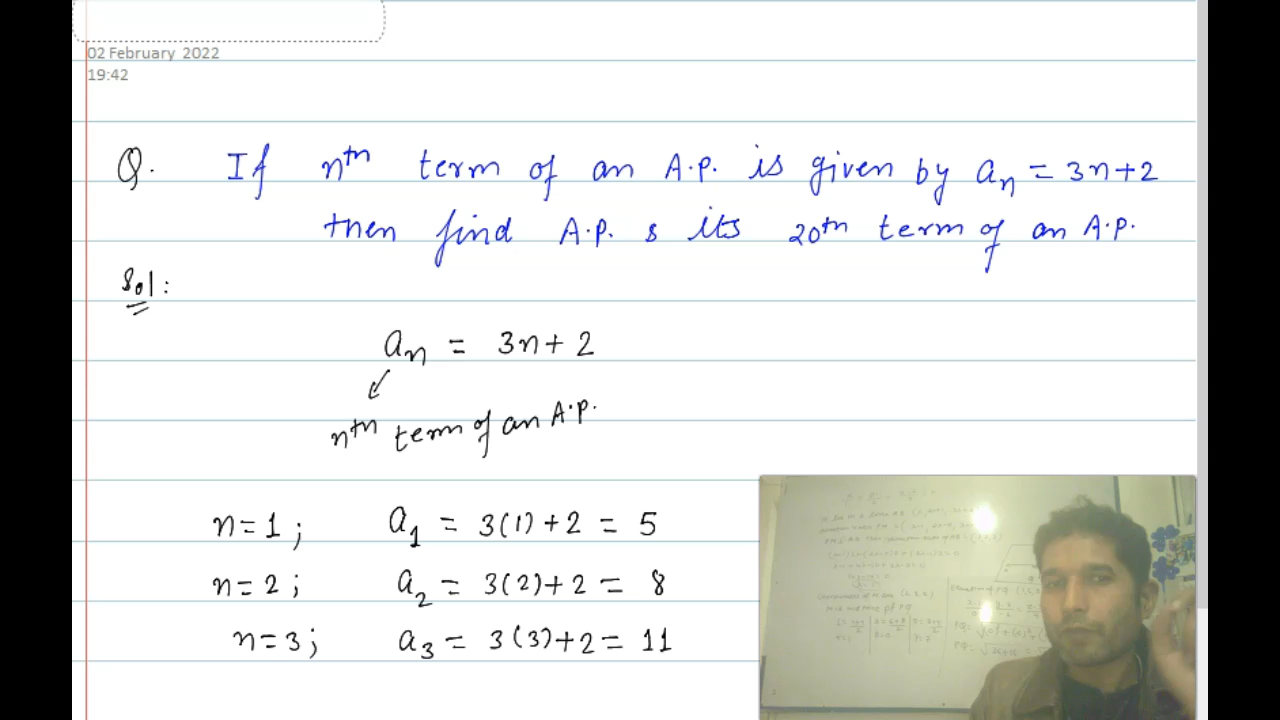 02 February 2022
19:42
Q. If nth term of an A.P. is given by an = 3n+2
then find A.P. & its 20th term of an A.P.
Sol:
an = 3n+2
nth term of an A.P.
n=1; a1 = 3(1)+2 = 5
n=2; a2 = 3(2)+2 = 8
n=3; a3 = 3(3)+2 = 11